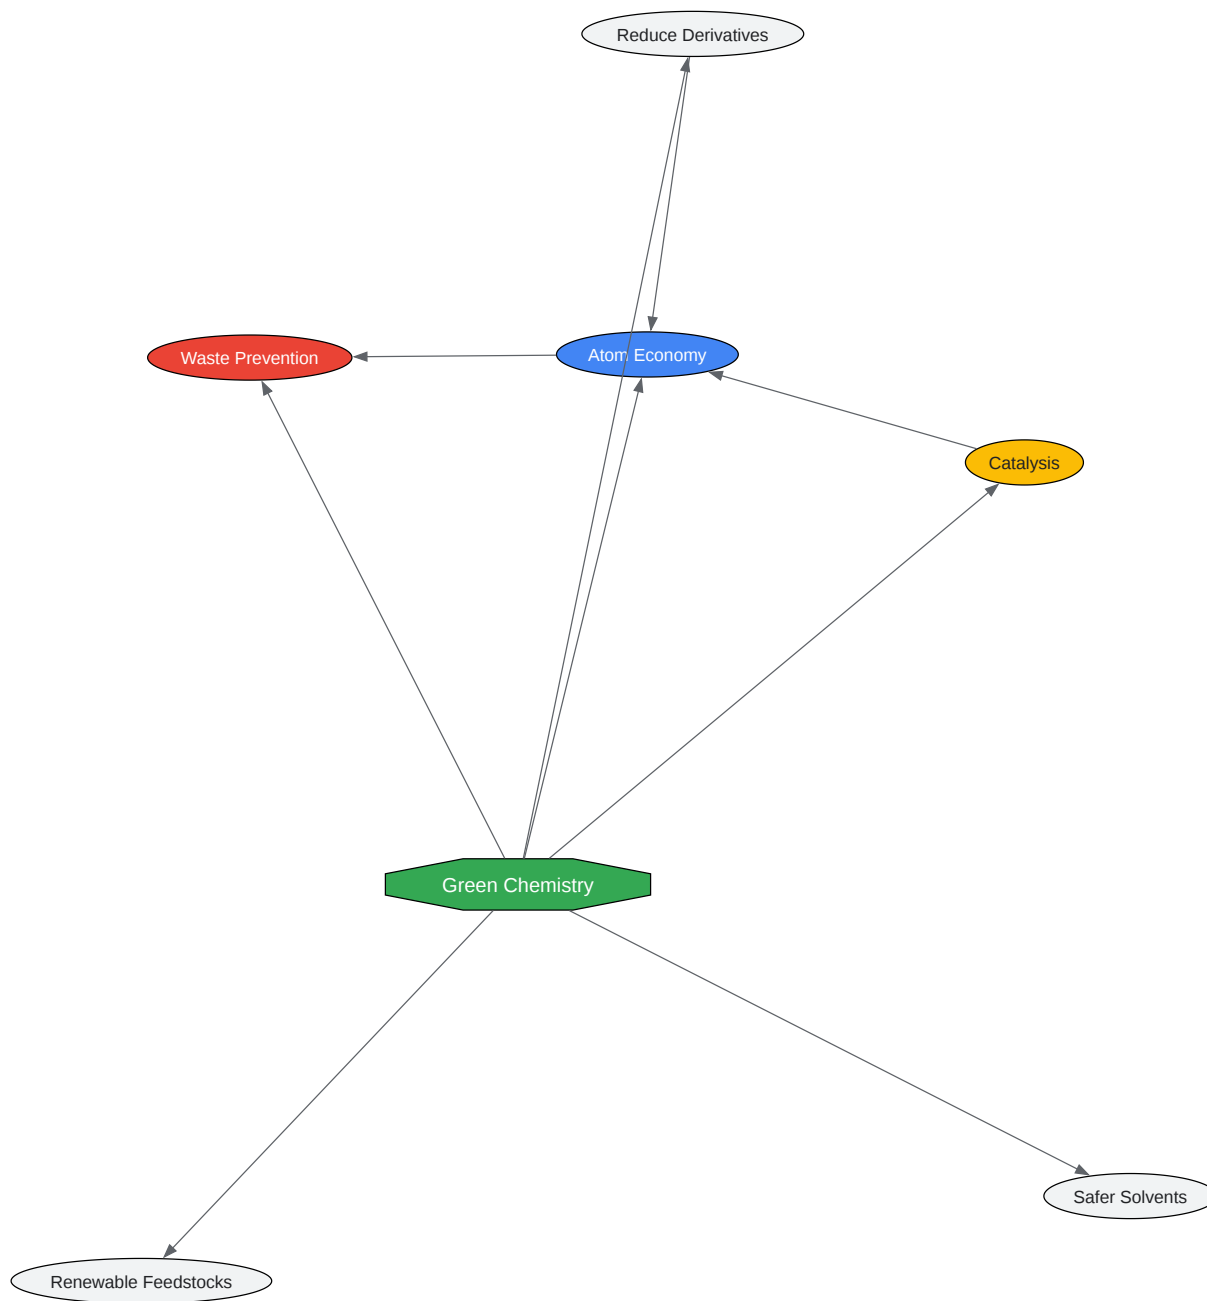 Reduce Derivatives
Waste Prevention
Atom Economy
Catalysis
Green Chemistry
Safer Solvents
Renewable Feedstocks